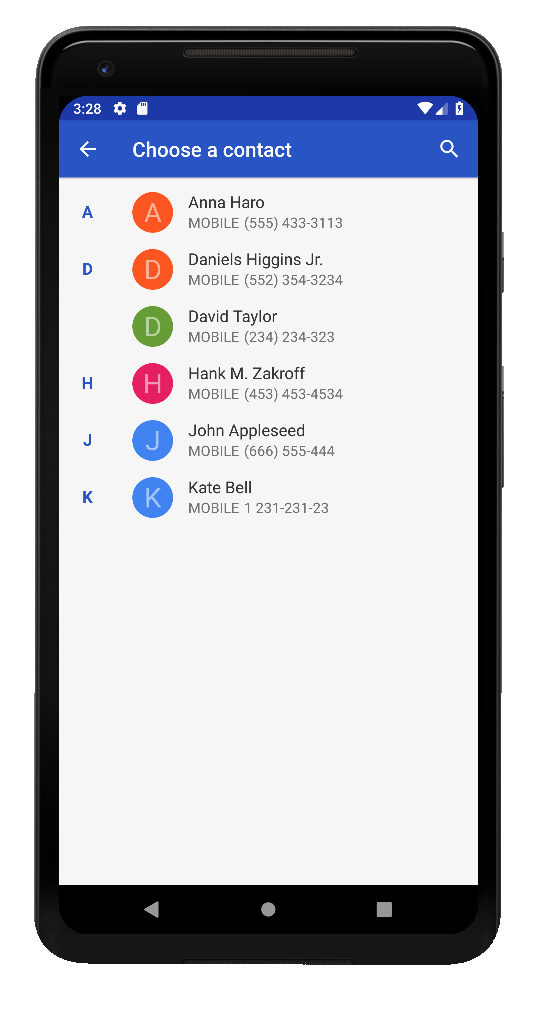 3:28
Choose a contact
A
A
Anna Haro
MOBILE (555) 433-3113
D
D
Daniels Higgins Jr.
MOBILE (552) 354-3234
D
David Taylor
MOBILE (234) 234-323
H
H
Hank M. Zakroff
MOBILE (453) 453-4534
J
J
John Appleseed
MOBILE (666) 555-444
K
K
Kate Bell
MOBILE 1 231-231-23